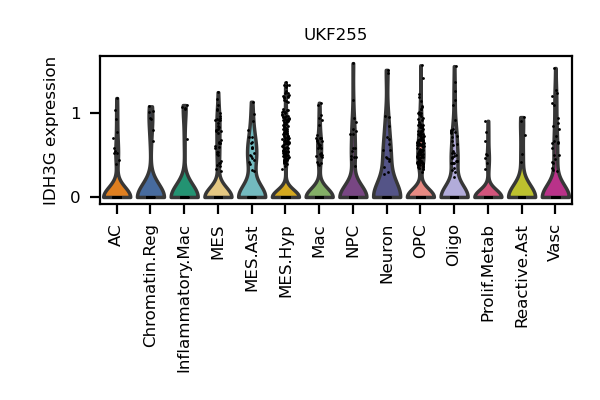 UKF255
IDH3G expression
1
0
AC
Chromatin.Reg
Inflammatory.Mac
MES
MES.Ast
MES.Hyp
Mac
NPC
Neuron
OPC
Oligo
Prolif.Metab
Reactive.Ast
Vasc